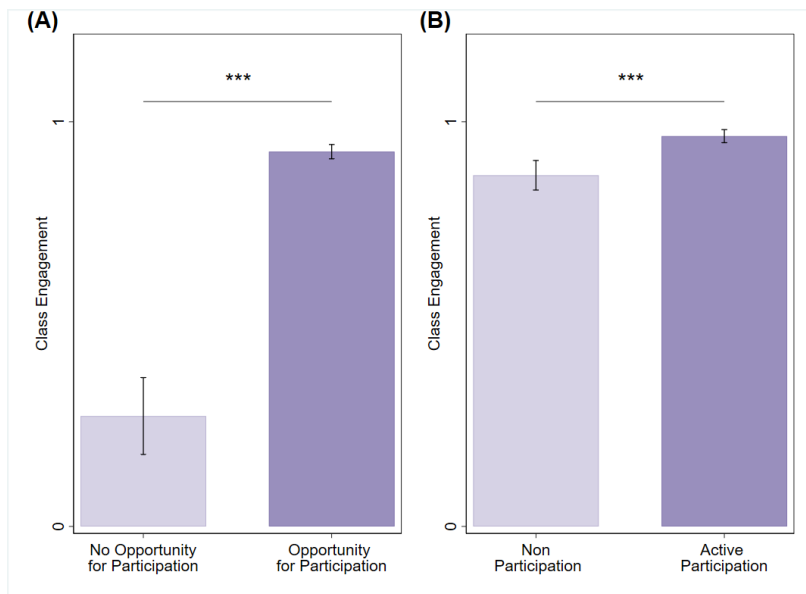 (A)
***
1
Class Engagement
0
No Opportunity
for Participation
Opportunity
for Participation
(B)
***
1
Class Engagement
0
Non
Participation
Active
Participation